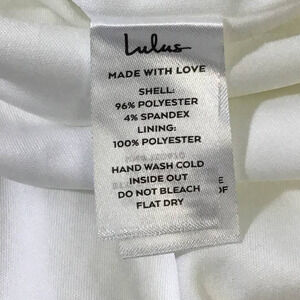 Lulus
MADE WITH LOVE
SHELL:
96% POLYESTER
4% SPANDEX
LINING:
100% POLYESTER
HAND WASH COLD
INSIDE OUT
DO NOT BLEACH
FLAT DRY
OF